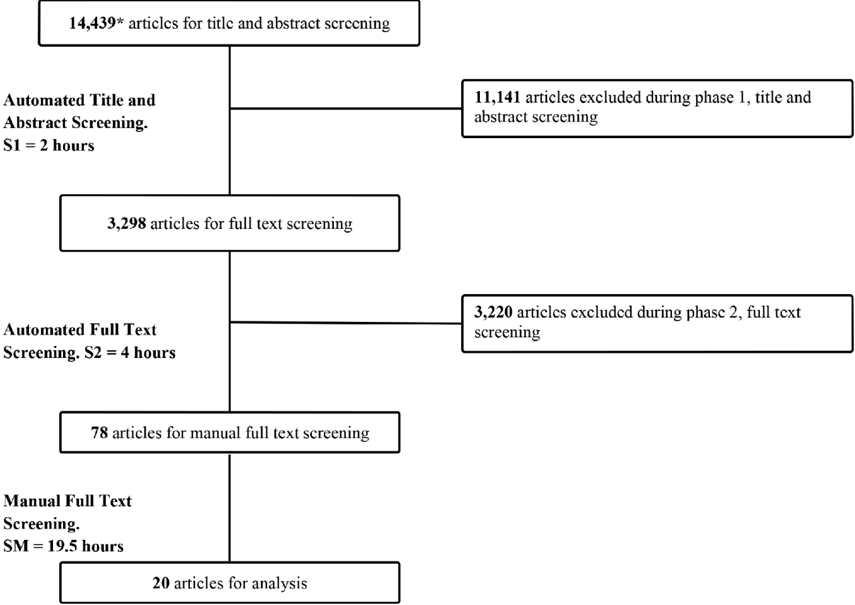 14,439* articles for title and abstract screening
Automated Title and
Abstract Screening.
S1 = 2 hours
11,141 articles excluded during phase 1, title and
abstract screening
3,298 articles for full text screening
Automated Full Text
Screening. S2 = 4 hours
3,220 articles excluded during phase 2, full text
screening
78 articles for manual full text screening
Manual Full Text
Screening.
SM = 19.5 hours
20 articles for analysis